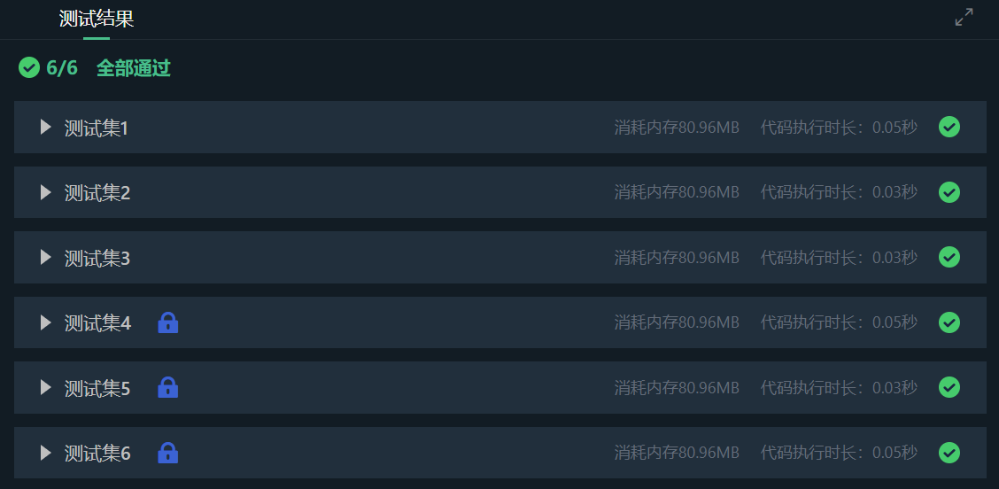 测试结果
6/6 全部通过
测试集1 消耗内存80.96MB 代码执行时长：0.05秒
测试集2 消耗内存80.96MB 代码执行时长：0.03秒
测试集3 消耗内存80.96MB 代码执行时长：0.03秒
测试集4 消耗内存80.96MB 代码执行时长：0.05秒
测试集5 消耗内存80.96MB 代码执行时长：0.03秒
测试集6 消耗内存80.96MB 代码执行时长：0.05秒